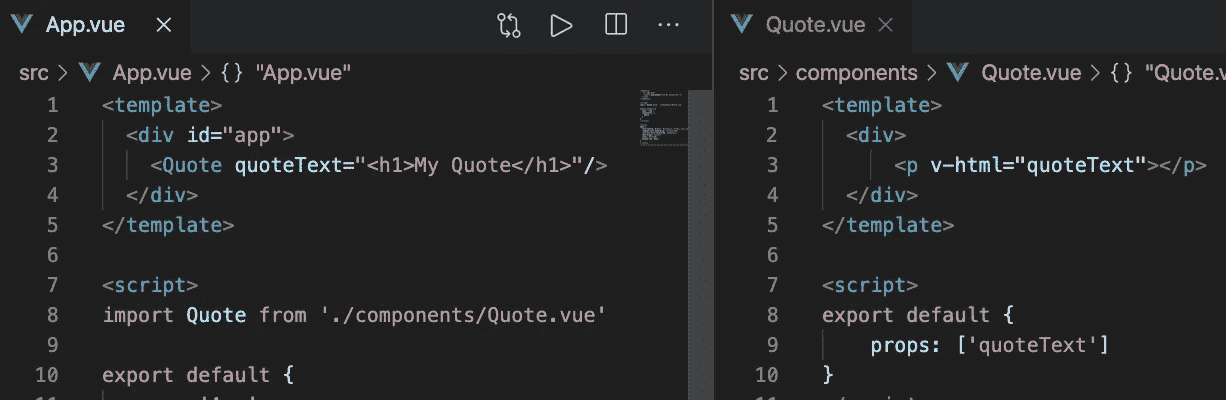 App.vue
src > App.vue > {} "App.vue"
1 <template>
2 <div id="app">
3 <Quote quoteText="<h1>My Quote</h1>"/>
4 </div>
5 </template>
6
7 <script>
8 import Quote from './components/Quote.vue'
9
10 export default {
Quote.vue
src > components > Quote.vue > {} "Quote.v
1 <template>
2 <div>
3 <p v-html="quoteText"></p>
4 </div>
5 </template>
6
7 <script>
8 export default {
9 props: ['quoteText']
10 }